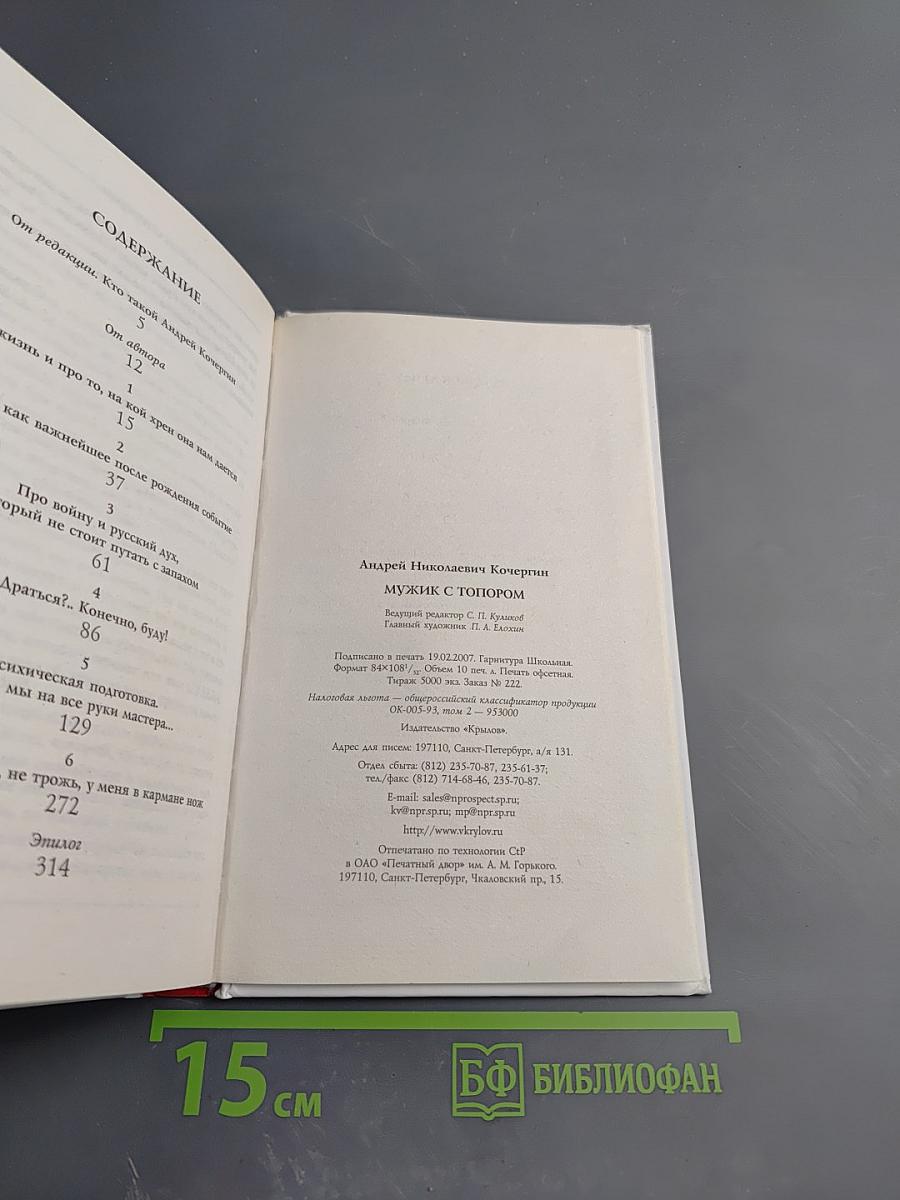 СОДЕРЖАНИЕ
От редакции. Кто такой Андрей Кочергин
5
От автора
12
1
жизнь и про то, на кой хрен она нам дается
15
2
как важнейшее после рождения событие
37
3
Про войну и русский дух,
торый не стоит путать с запахом
61
4
Драться?.. Конечно, буду!
86
5
сихическая подготовка.
мы на все руки мастера...
129
6
, не трожь, у меня в кармане нож
272
Эпилог
314
Андрей Николаевич Кочергин
МУЖИК С ТОПОРОМ
Ведущий редактор С. П. Куликов
Главный художник П. А. Елохин
Подписано в печать 19.02.2007. Гарнитура Школьная.
Формат 84×108 1/32. Объем 10 печ. л. Печать офсетная.
Тираж 5000 экз. Заказ № 222.
Налоговая льгота — общероссийский классификатор продукции
ОК-005-93, том 2 — 953000
Издательство «Крылов».
Адрес для писем: 197110, Санкт-Петербург, а/я 131.
Отдел сбыта: (812) 235-70-87, 235-61-37;
тел./факс (812) 714-68-46, 235-70-87.
E-mail: sales@nprospect.sp.ru;
kv@npr.sp.ru; mp@npr.sp.ru
http://www.vkrylov.ru
Отпечатано по технологии CtP
в ОАО «Печатный двор» им. А. М. Горького.
197110, Санкт-Петербург, Чкаловский пр., 15.
15 см
БФ БИБЛИОФАН